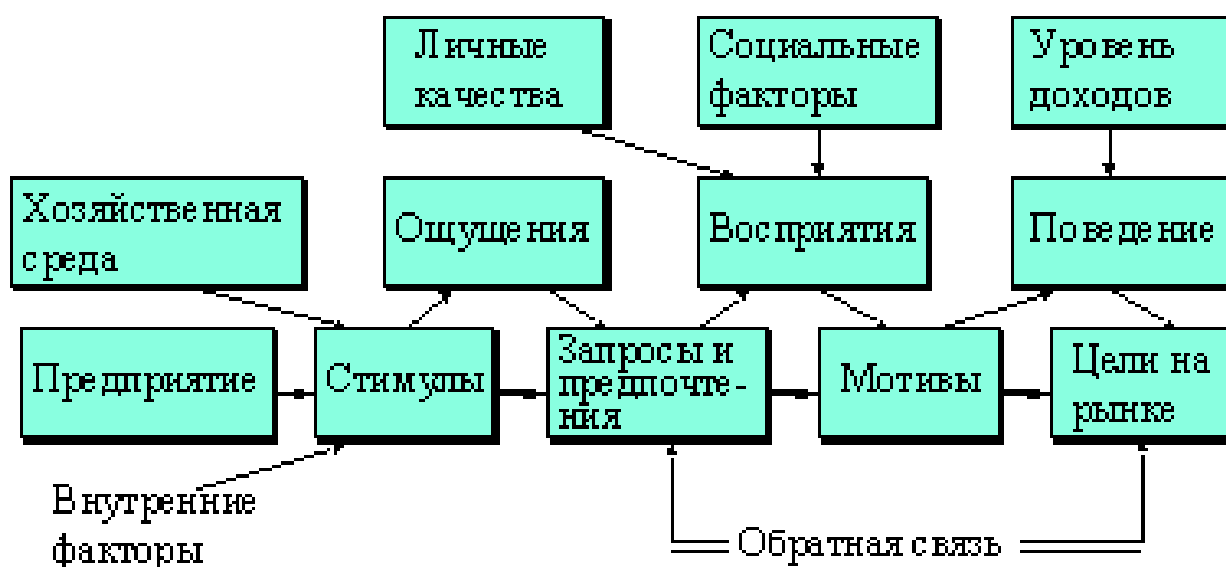 Личные
качества
Социальные
факторы
Уровень
доходов
Хозяйственная
среда
Ощущения
Восприятия
Поведение
Предприятие
Стимулы
Запросы и
предпочте-
ния
Мотивы
Цели на
рынке
Внутренние
факторы
Обратная связь